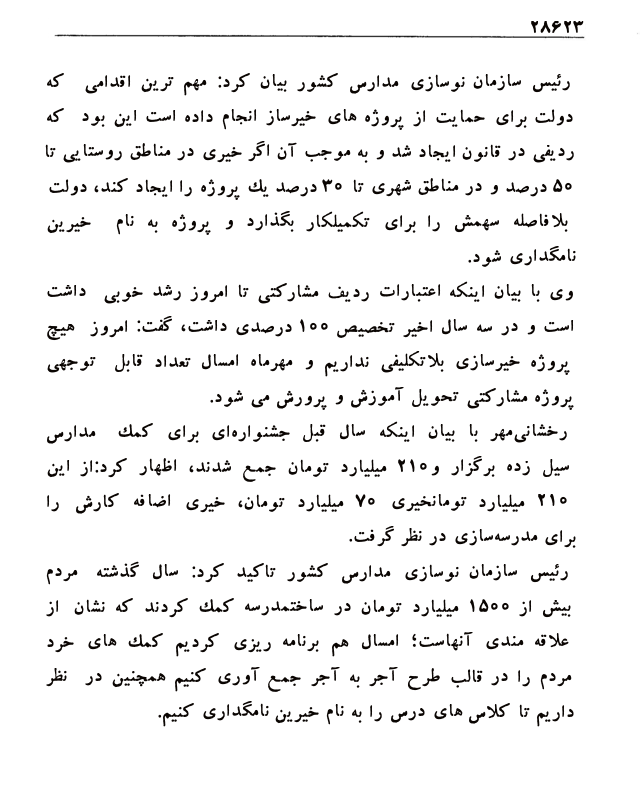 ۲۸۶۲۳
رئیس سازمان نوسازی مدارس کشور بیان کرد: مهم ترین اقدامی که
دولت برای حمایت از پروژه های خیرساز انجام داده است این بود که
ردیفی در قانون ایجاد شد و به موجب آن اگر خیری در مناطق روستایی تا
۵۰ درصد و در مناطق شهری تا ۳۰ درصد یك پروژه را ایجاد کند، دولت
بلافاصله سهمش را برای تکمیلکار بگذارد و پروژه به نام خیرین
نامگداری شود.
وی با بیان اینکه اعتبارات ردیف مشارکتی تا امروز رشد خوبی داشت
است و در سه سال اخیر تخصیص ۱۰۰ درصدی داشت، گفت: امروز هیچ
پروژه خیرسازی بلاتکلیفی نداریم و مهرماه امسال تعداد قابل توجهی
پروژه مشارکتی تحویل آموزش و پرورش می شود.
رخشانی‌مهر با بیان اینکه سال قبل جشنواره‌ای برای کمك مدارس
سیل زده برگزار و۲۱۰ میلیارد تومان جمع شدند، اظهار کرد:از این
۲۱۰ میلیارد تومانخیری ۷۰ میلیارد تومان، خیری اضافه کارش را
برای مدرسه‌سازی در نظر گرفت.
رئیس سازمان نوسازی مدارس کشور تاکید کرد: سال گذشته مردم
بیش از ۱۵۰۰ میلیارد تومان در ساختمدرسه کمك کردند که نشان از
علاقه مندی آنهاست؛ امسال هم برنامه ریزی کردیم کمك های خرد
مردم را در قالب طرح آجر به آجر جمع آوری کنیم همچنین در نظر
داریم تا کلاس های درس را به نام خیرین نامگداری کنیم.